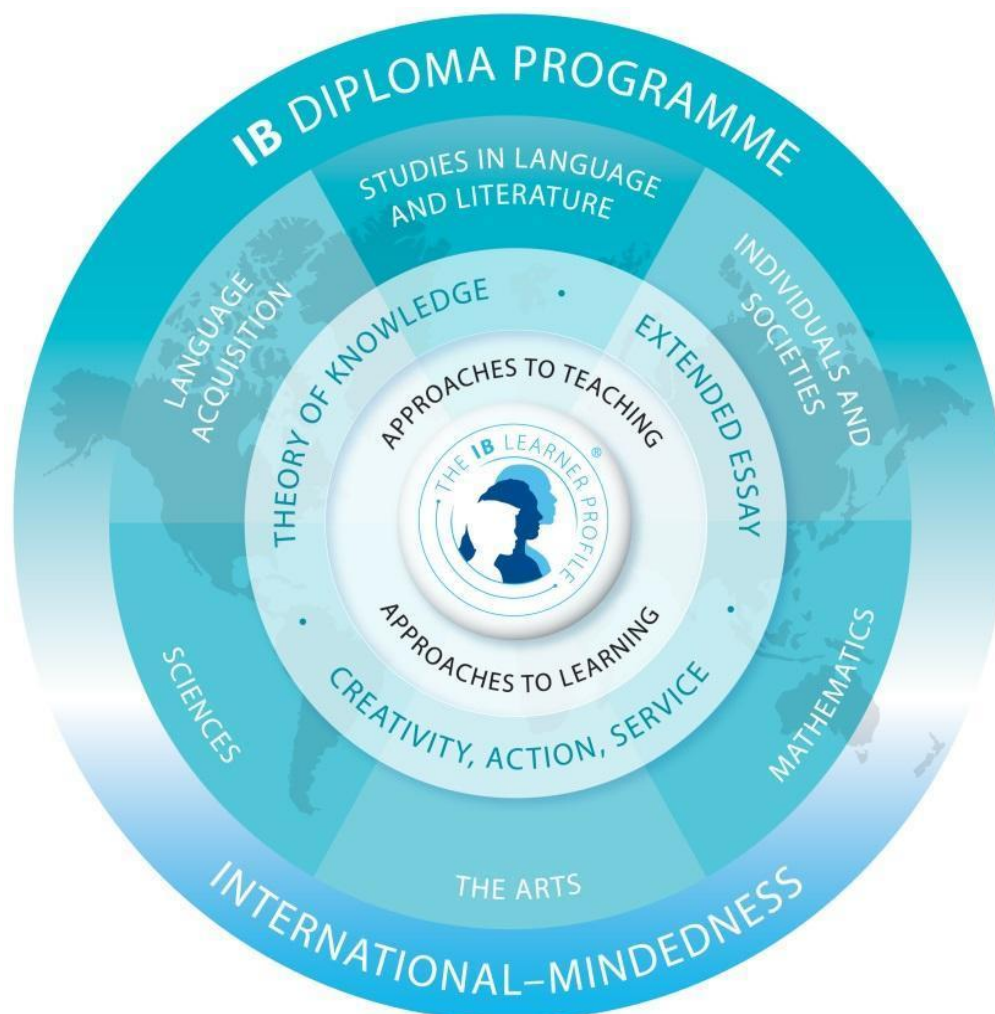 IB DIPLOMA PROGRAMME
STUDIES IN LANGUAGE
AND LITERATURE
LANGUAGE
ACQUISITION
INDIVIDUALS AND
SOCIETIES
THEORY OF KNOWLEDGE
·
EXTENDED ESSAY
APPROACHES TO TEACHING
THE IB LEARNER PROFILE
®
APPROACHES TO LEARNING
·
CREATIVITY, ACTION, SERVICE
·
SCIENCES
MATHEMATICS
THE ARTS
INTERNATIONAL–MINDEDNESS